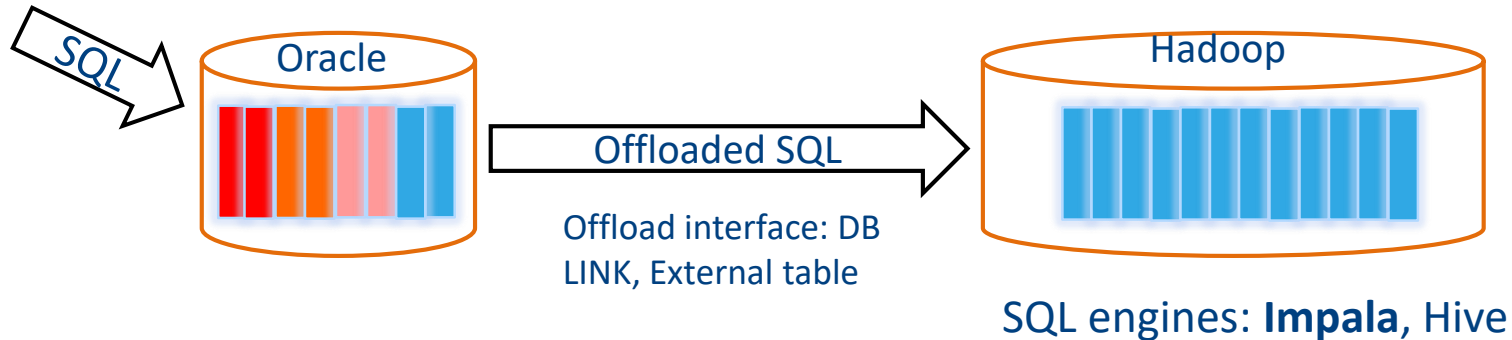 SQL
Oracle
Hadoop
Offloaded SQL
Offload interface: DB
LINK, External table
SQL engines: Impala, Hive